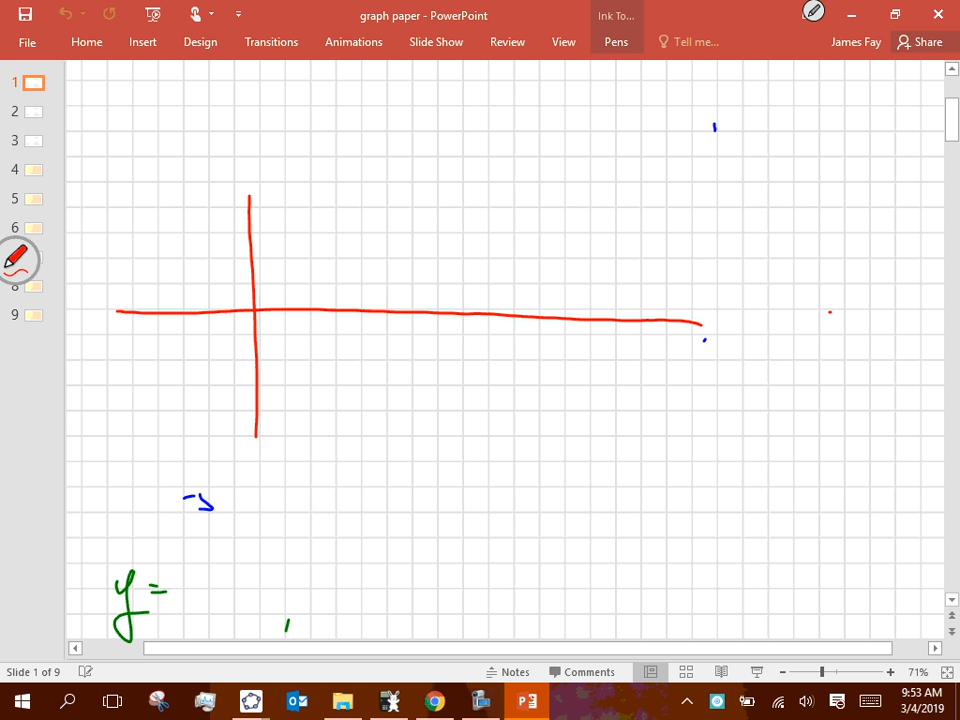 graph paper - PowerPoint
Ink To...
File Home Insert Design Transitions Animations Slide Show Review View Pens Tell me... James Fay Share
1
2
3
4
5
6
8
9
y =
Slide 1 of 9 Notes Comments 71%
9:53 AM
3/4/2019